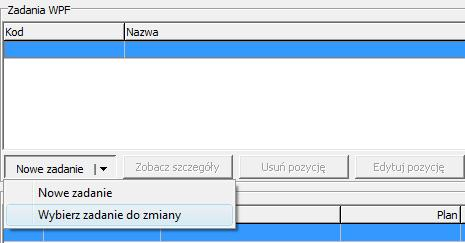 Zadania WPF
Kod Nazwa
Nowe zadanie Zobacz szczegóły Usuń pozycję Edytuj pozycję
Nowe zadanie
Wybierz zadanie do zmiany
Plan